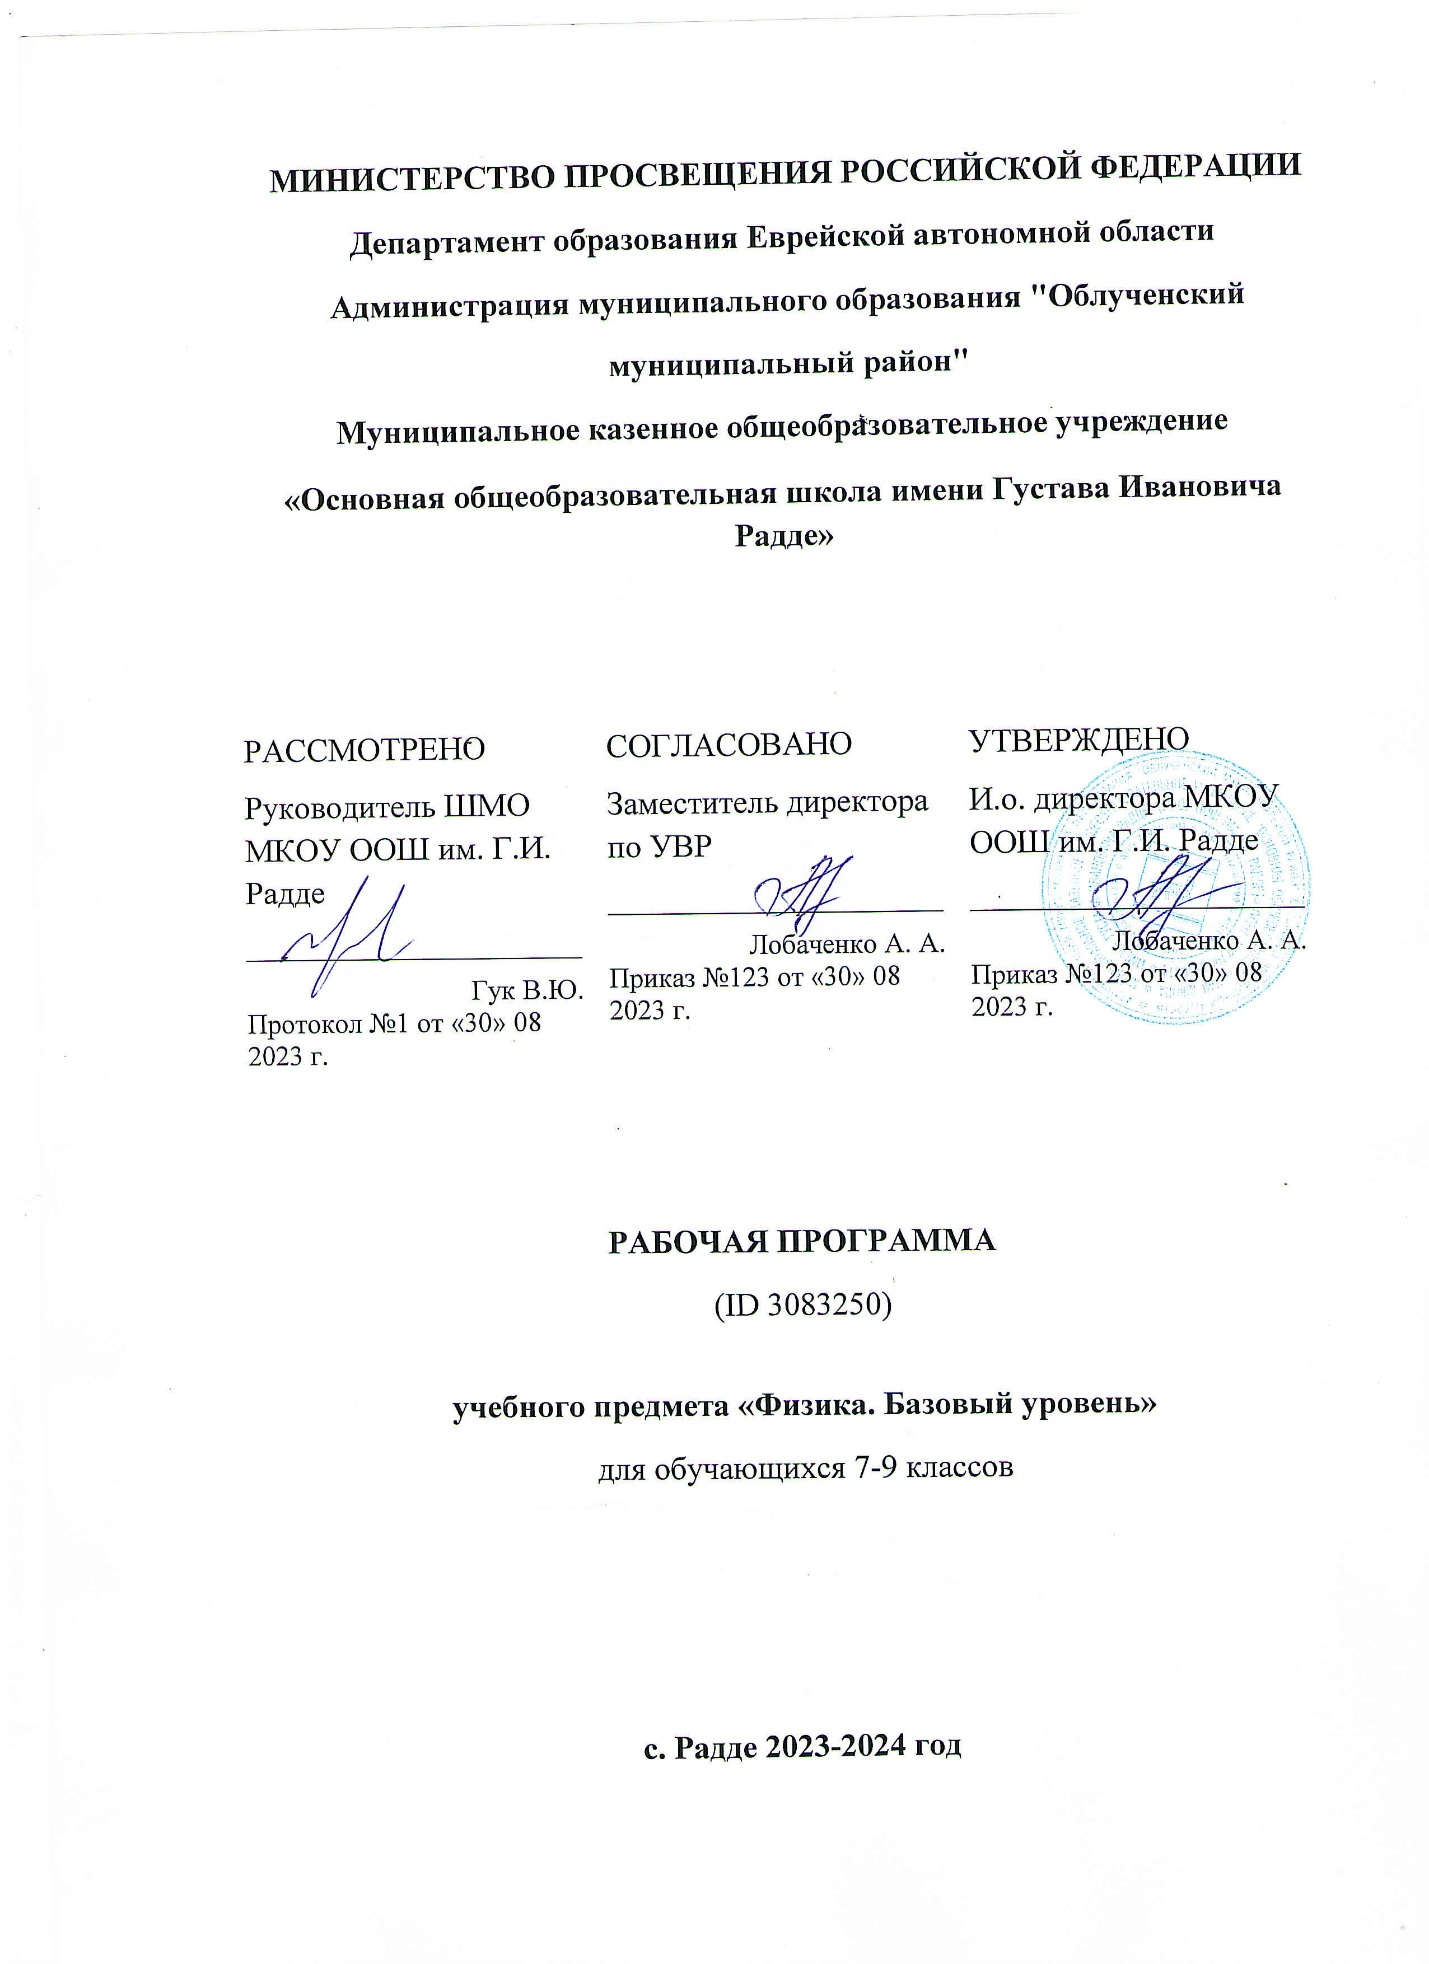 МИНИСТЕРСТВО ПРОСВЕЩЕНИЯ РОССИЙСКОЙ ФЕДЕРАЦИИ
Департамент образования Еврейской автономной области
Администрация муниципального образования "Облученский
муниципальный район"
Муниципальное казенное общеобразовательное учреждение
«Основная общеобразовательная школа имени Густава Ивановича
Радде»
РАССМОТРЕНО
Руководитель ШМО
МКОУ ООШ им. Г.И.
Радде
Гук В.Ю.
Протокол №1 от «30» 08
2023 г.
СОГЛАСОВАНО
Заместитель директора
по УВР
Лобаченко А. А.
Приказ №123 от «30» 08
2023 г.
УТВЕРЖДЕНО
И.о. директора МКОУ
ООШ им. Г.И. Радде
Лобаченко А. А.
Приказ №123 от «30» 08
2023 г.
РАБОЧАЯ ПРОГРАММА
(ID 3083250)
учебного предмета «Физика. Базовый уровень»
для обучающихся 7-9 классов
с. Радде 2023-2024 год